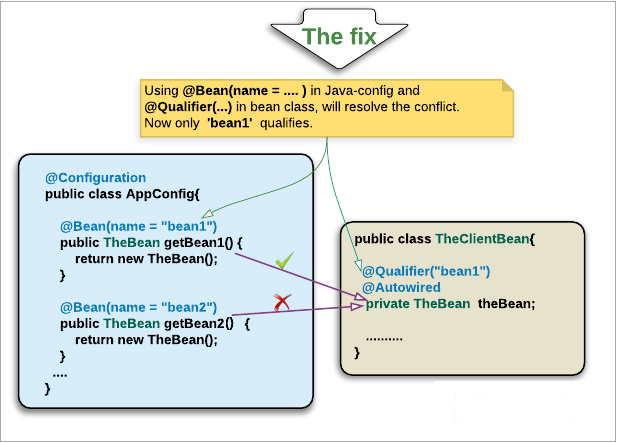 The fix
Using @Bean(name = .... ) in Java-config and
@Qualifier(...) in bean class, will resolve the conflict.
Now only 'bean1' qualifies.
@Configuration
public class AppConfig{
@Bean(name = "bean1")
public TheBean getBean1() {
return new TheBean();
}
@Bean(name = "bean2")
public TheBean getBean2() {
return new TheBean();
}
....
}
public class TheClientBean{
@Qualifier("bean1")
@Autowired
private TheBean theBean;
..........
}